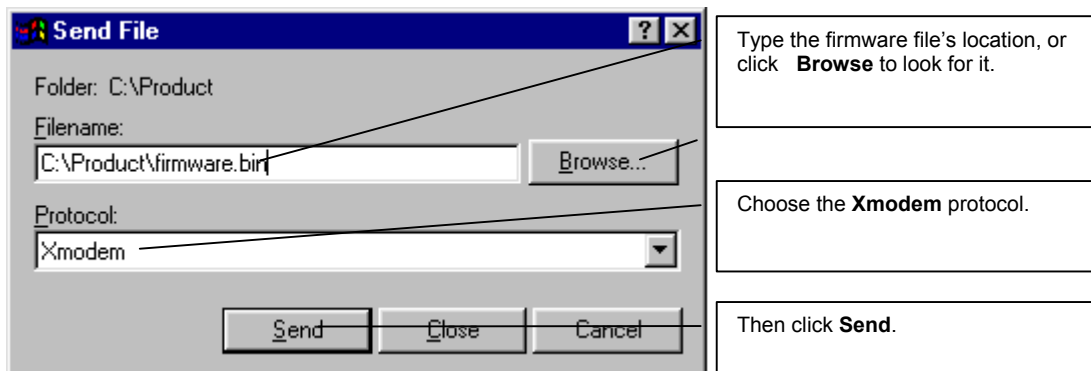 Send File
Folder: C:\Product
Filename:
C:\Product\firmware.bin
Browse...
Protocol:
Xmodem
Send
Close
Cancel
Type the firmware file’s location, or
click Browse to look for it.
Choose the Xmodem protocol.
Then click Send.